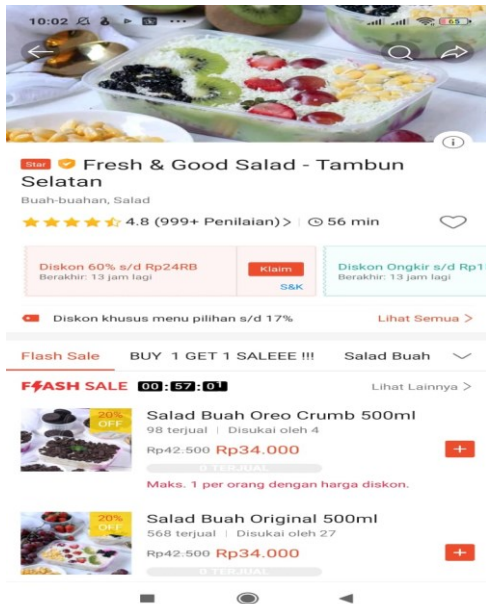 10:02
65
Star Fresh & Good Salad - Tambun
Selatan
Buah-buahan, Salad
4.8 (999+ Penilaian) > 56 min
Diskon 60% s/d Rp24RB
Berakhir: 13 jam lagi
Klaim
S&K
Diskon Ongkir s/d Rp1
Berakhir: 13 jam lagi
Diskon khusus menu pilihan s/d 17%
Lihat Semua >
Flash Sale BUY 1 GET 1 SALEEE !!! Salad Buah
FLASH SALE 00:57:01 Lihat Lainnya >
20%
OFF
Salad Buah Oreo Crumb 500ml
98 terjual | Disukai oleh 4
Rp42.500 Rp34.000
0 TERJUAL
Maks. 1 per orang dengan harga diskon.
20%
OFF
Salad Buah Original 500ml
568 terjual | Disukai oleh 27
Rp42.500 Rp34.000
0 TERJUAL